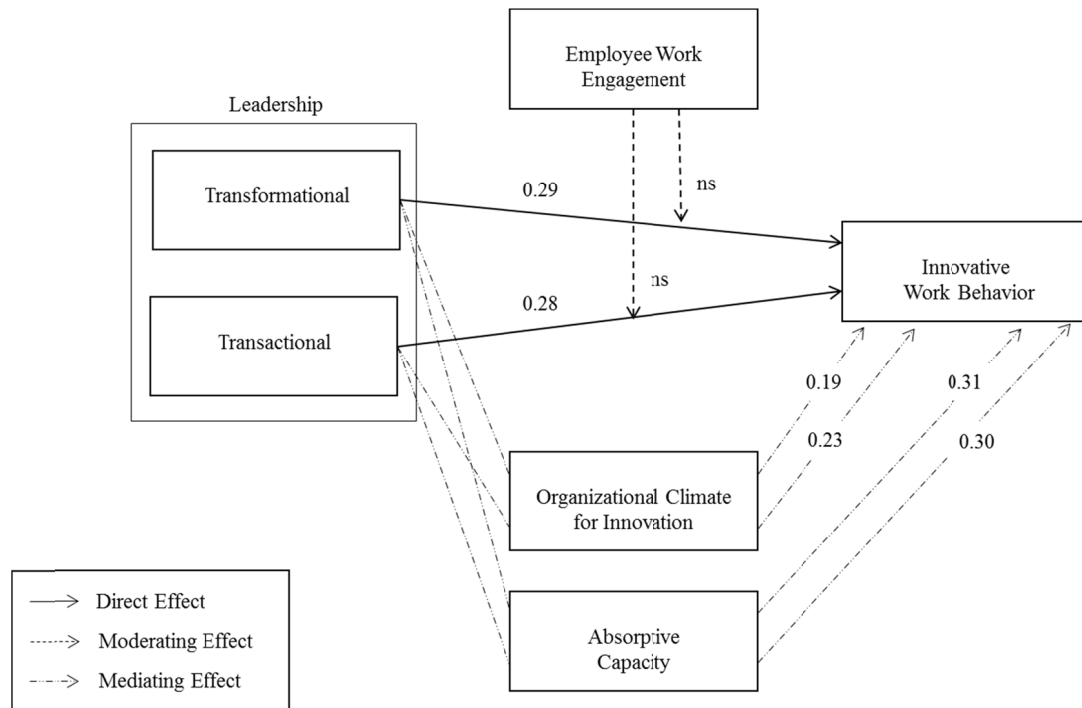 Employee Work
Engagement
Leadership
Transformational
0.29
ns
Innovative
Work Behavior
ns
0.28
Transactional
0.19
0.31
0.23
0.30
Organizational Climate
for Innovation
Absorptive
Capacity
Direct Effect
Moderating Effect
Mediating Effect